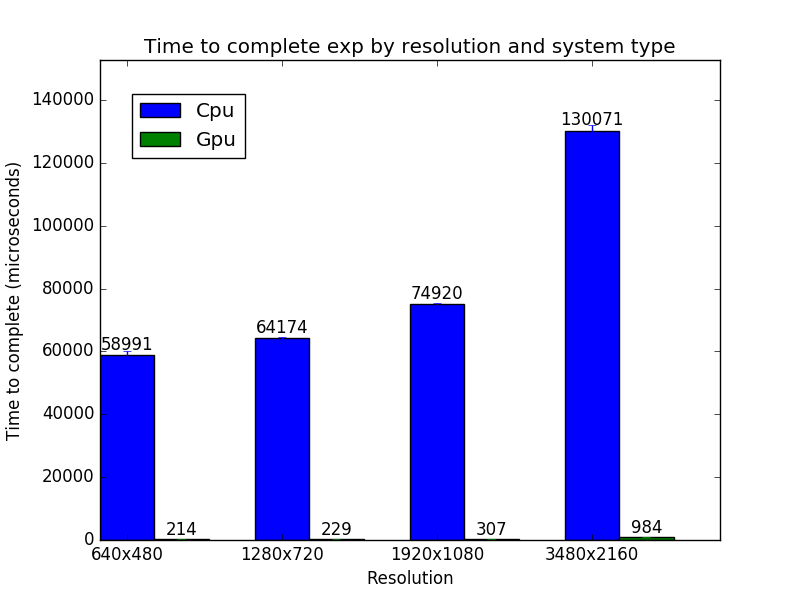 Time to complete exp by resolution and system type
Cpu
Gpu
140000
120000
100000
80000
60000
40000
20000
0
Time to complete (microseconds)
58991
214
64174
229
74920
307
130071
984
640x480
1280x720
1920x1080
3480x2160
Resolution